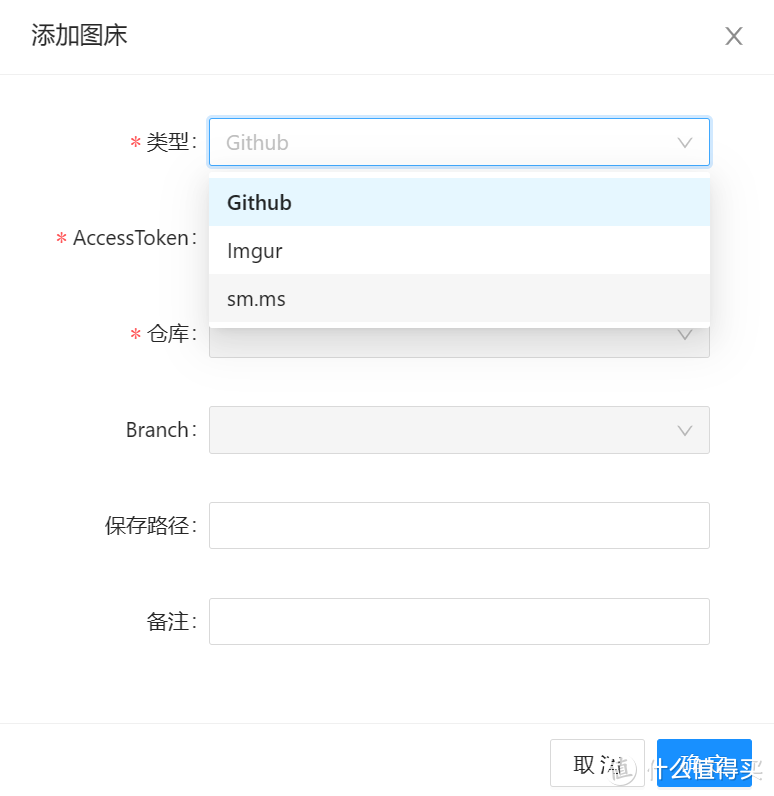 添加图床
* 类型: Github
Github
* AccessToken:
Imgur
sm.ms
* 仓库:
Branch:
保存路径:
备注:
取消 确定
值 什么值得买